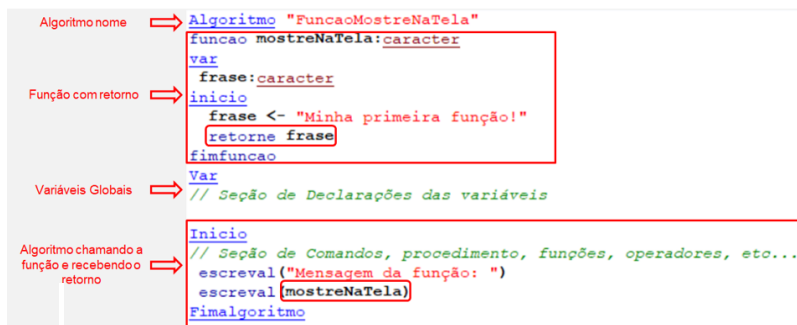 Algoritmo nome
Algoritmo "FuncaoMostreNaTela"
funcao mostreNaTela:caracter
var
frase:caracter
Função com retorno
inicio
frase <- "Minha primeira função!"
retorne frase
fimfuncao
Variáveis Globais
Var
// Seção de Declarações das variáveis
Algoritmo chamando a
função e recebendo o
retorno
Inicio
// Seção de Comandos, procedimento, funções, operadores, etc...
escreval("Mensagem da função: ")
escreval(mostreNaTela)
Fimalgoritmo